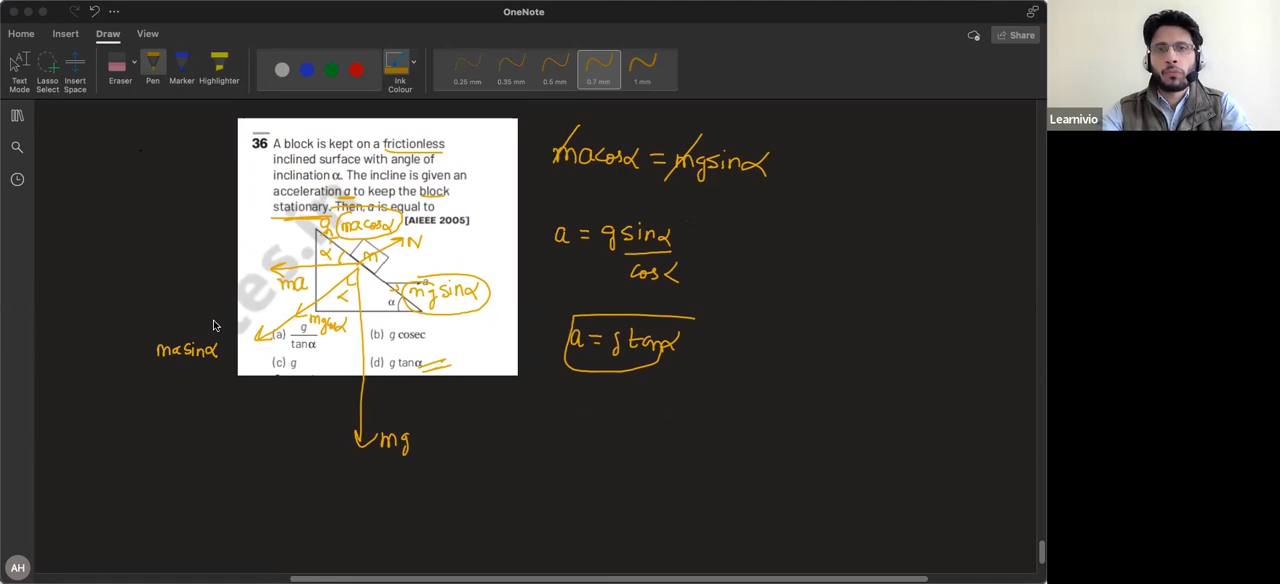 OneNote
Home Insert Draw View
Share
Text Mode
Lasso Select
Insert Space
Eraser
Pen
Marker
Highlighter
Ink Colour
0.25 mm
0.35 mm
0.5 mm
0.7 mm
1 mm
Learnivio
36 A block is kept on a frictionless
inclined surface with angle of
inclination α. The incline is given an
acceleration a to keep the block
stationary. Then, a is equal to
[AIEEE 2005]
macosα
N
α
m
ma
mgsinα
α
mgcosα
masinα
(a) g/tanα
(b) g cosec
(c) g
(d) g tanα
mg
macosα = mgsinα
a = g sinα/cosα
a = g tanα
AH